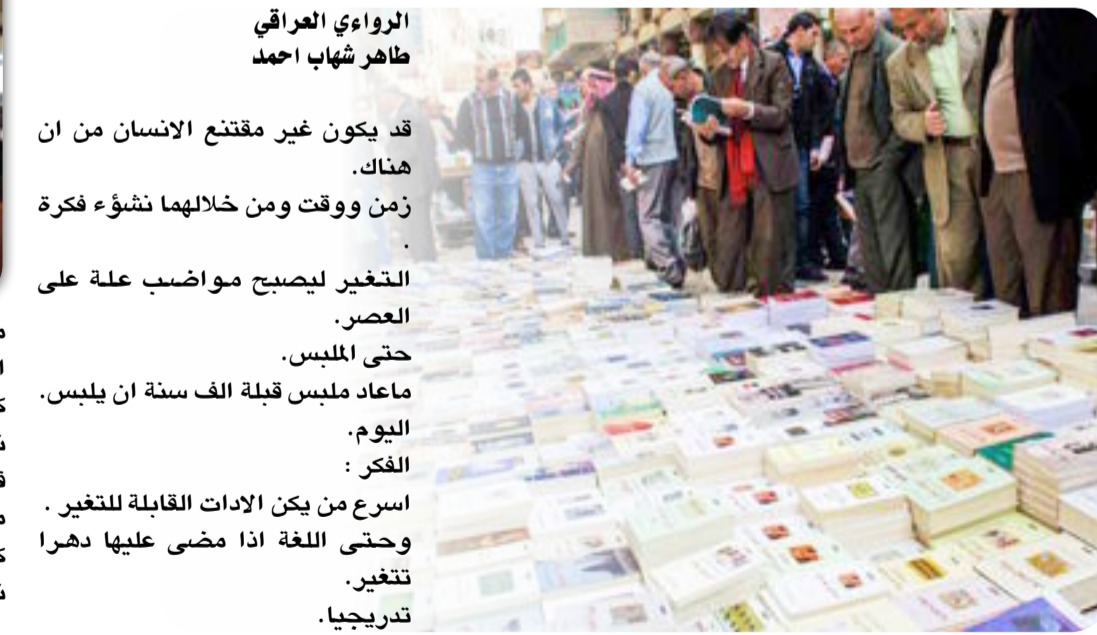 الرواءي العراقي
طاهر شهاب احمد
قد يكون غير مقتنع الانسان من ان
هناك.
زمن ووقت ومن خلالهما نشؤء فكرة
.
التغير ليصبح مواضب علة على
العصر.
حتى الملبس.
ماعاد ملبس قبلة الف سنة ان يلبس.
اليوم.
الفكر :
اسرع من يكن الادات القابلة للتغير .
وحتى اللغة اذا مضى عليها دهرا
تتغير.
تدريجيا.